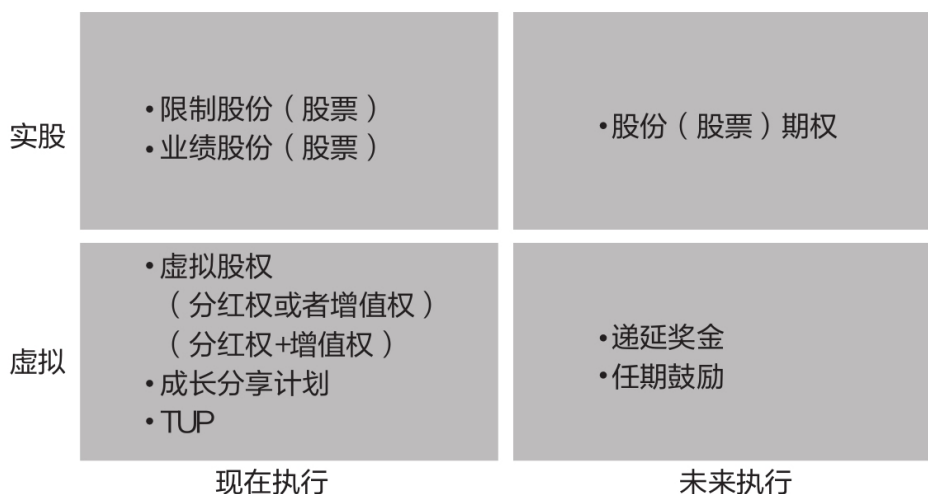 实股
•限制股份（股票）
•业绩股份（股票）
•股份（股票）期权
虚拟
•虚拟股权
（分红权或者增值权）
（分红权+增值权）
•成长分享计划
•TUP
•递延奖金
•任期鼓励
现在执行
未来执行